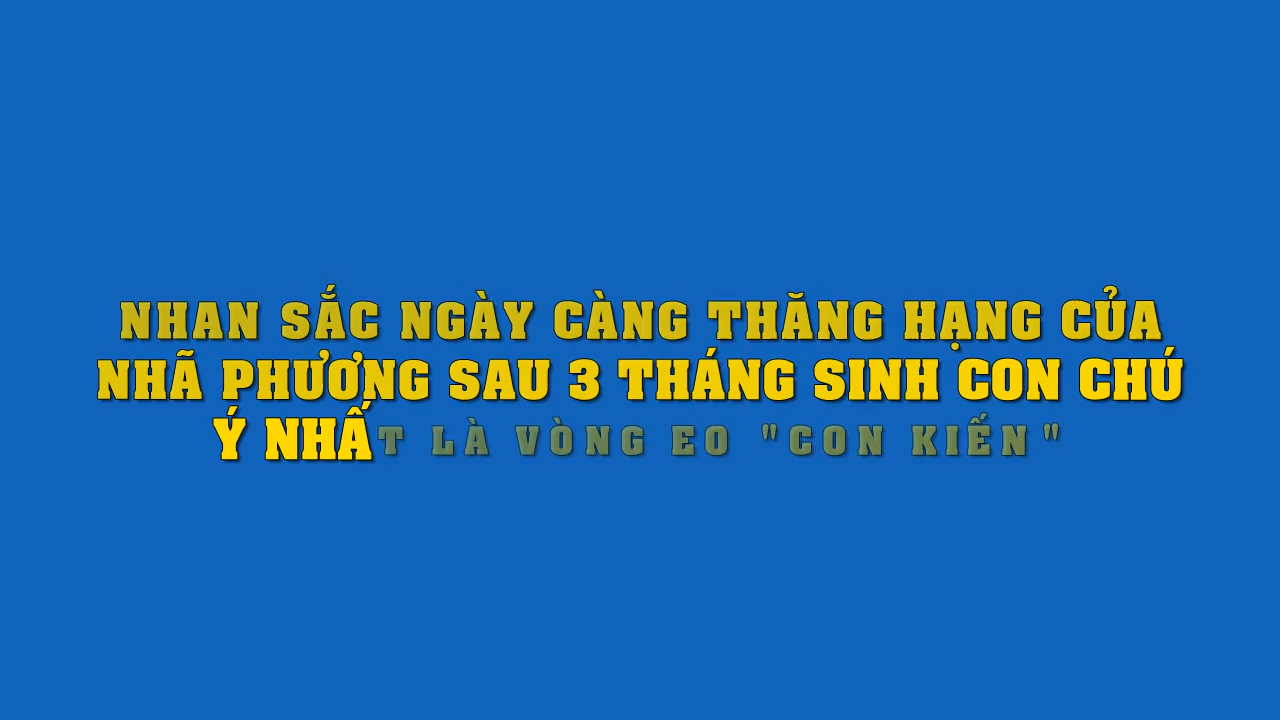 NHAN SẮC NGÀY CÀNG THĂNG HẠNG CỦA
NHÃ PHƯƠNG SAU 3 THÁNG SINH CON CHÚ
Ý NHẤT LÀ VÒNG EO "CON KIẾN"